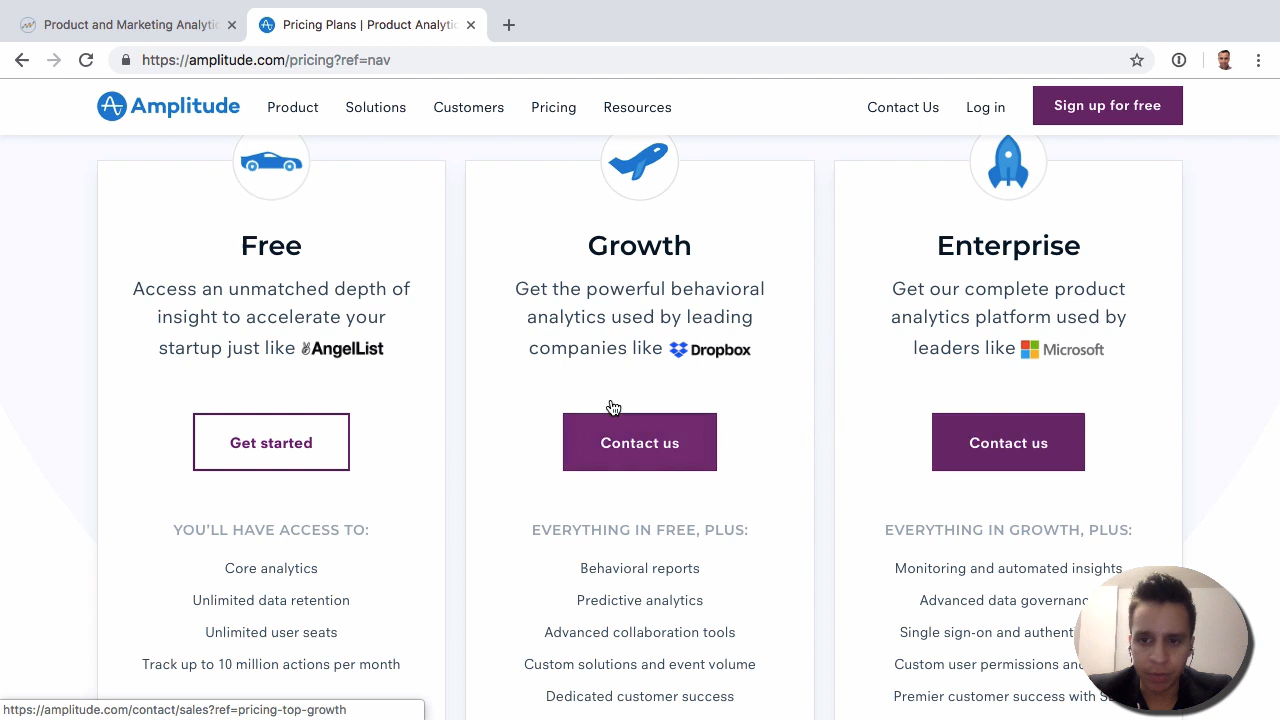 Product and Marketing Analytic
Pricing Plans | Product Analytic
https://amplitude.com/pricing?ref=nav
Amplitude
Product
Solutions
Customers
Pricing
Resources
Contact Us
Log in
Sign up for free
Free
Access an unmatched depth of
insight to accelerate your
startup just like AngelList
Get started
YOU'LL HAVE ACCESS TO:
Core analytics
Unlimited data retention
Unlimited user seats
Track up to 10 million actions per month
Growth
Get the powerful behavioral
analytics used by leading
companies like Dropbox
Contact us
EVERYTHING IN FREE, PLUS:
Behavioral reports
Predictive analytics
Advanced collaboration tools
Custom solutions and event volume
Dedicated customer success
Enterprise
Get our complete product
analytics platform used by
leaders like Microsoft
Contact us
EVERYTHING IN GROWTH, PLUS:
Monitoring and automated insights
Advanced data governanc
Single sign-on and authent
Custom user permissions an
Premier customer success with S
https://amplitude.com/contact/sales?ref=pricing-top-growth